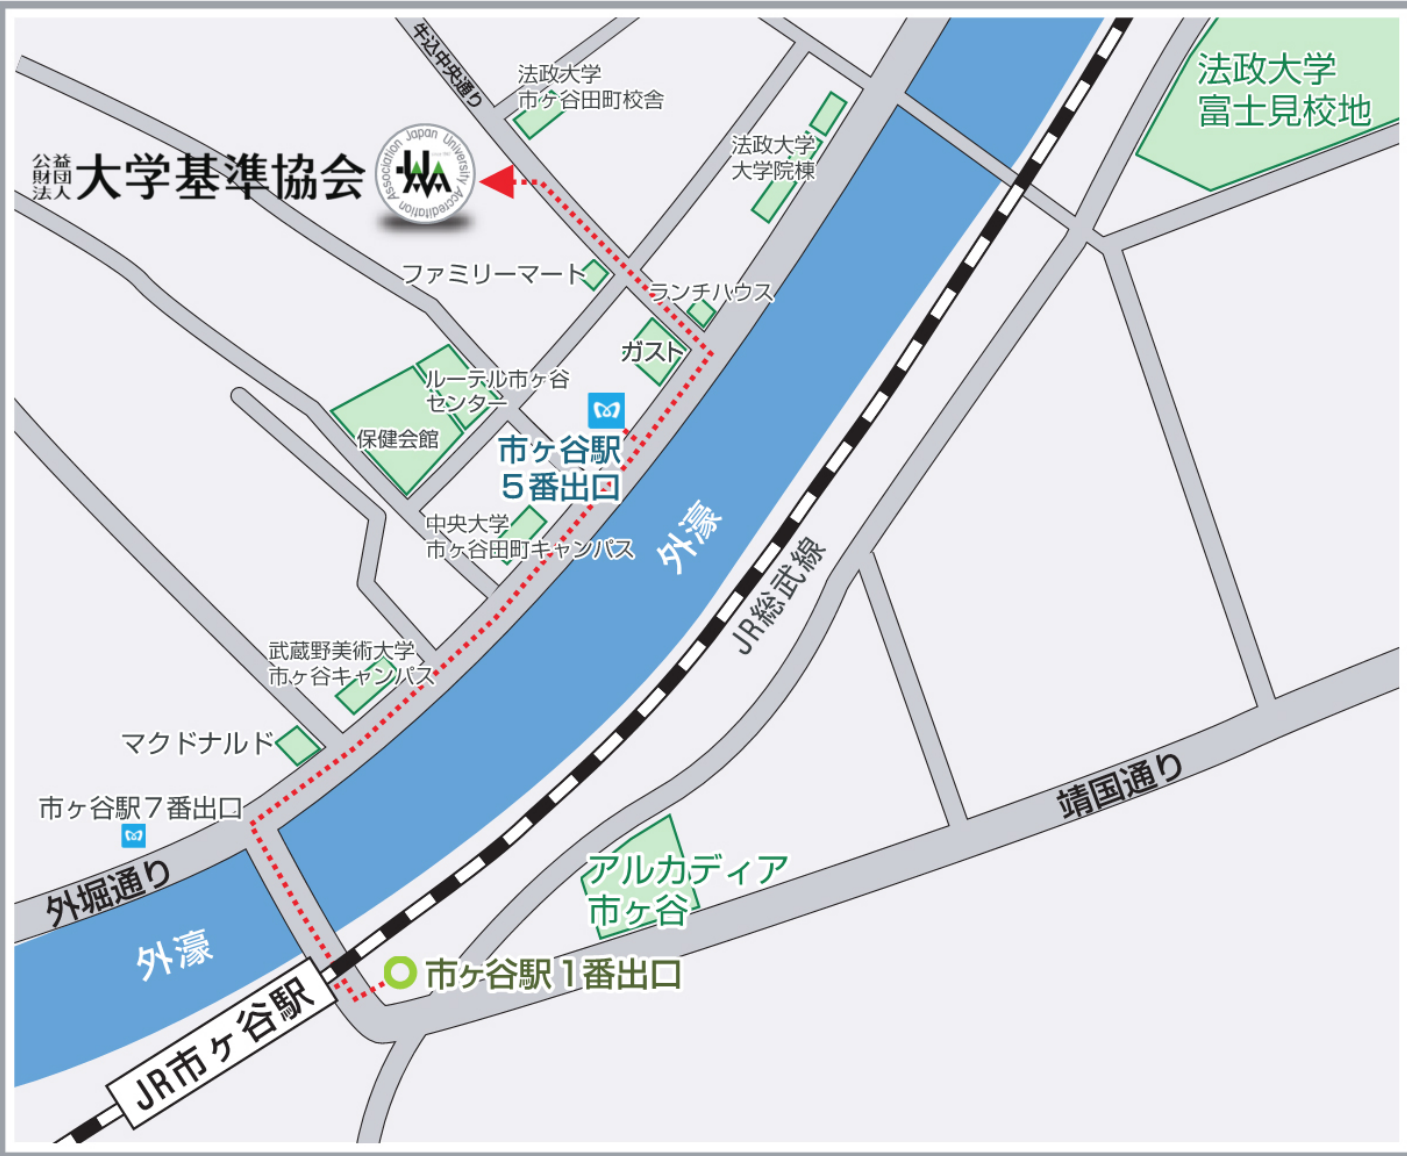 牛込中央通り
法政大学
市ヶ谷田町校舎
法政大学
富士見校地
法政大学
大学院棟
公益
財団
法人
大学基準協会
Japan University Accreditation Association
ファミリーマート
ランチハウス
ガスト
ルーテル市ヶ谷
センター
保健会館
市ヶ谷駅
5番出口
中央大学
市ヶ谷田町キャンパス
外濠
JR総武線
武蔵野美術大学
市ヶ谷キャンパス
マクドナルド
市ヶ谷駅7番出口
靖国通り
外堀通り
アルカディア
市ヶ谷
外濠
市ヶ谷駅1番出口
JR市ヶ谷駅